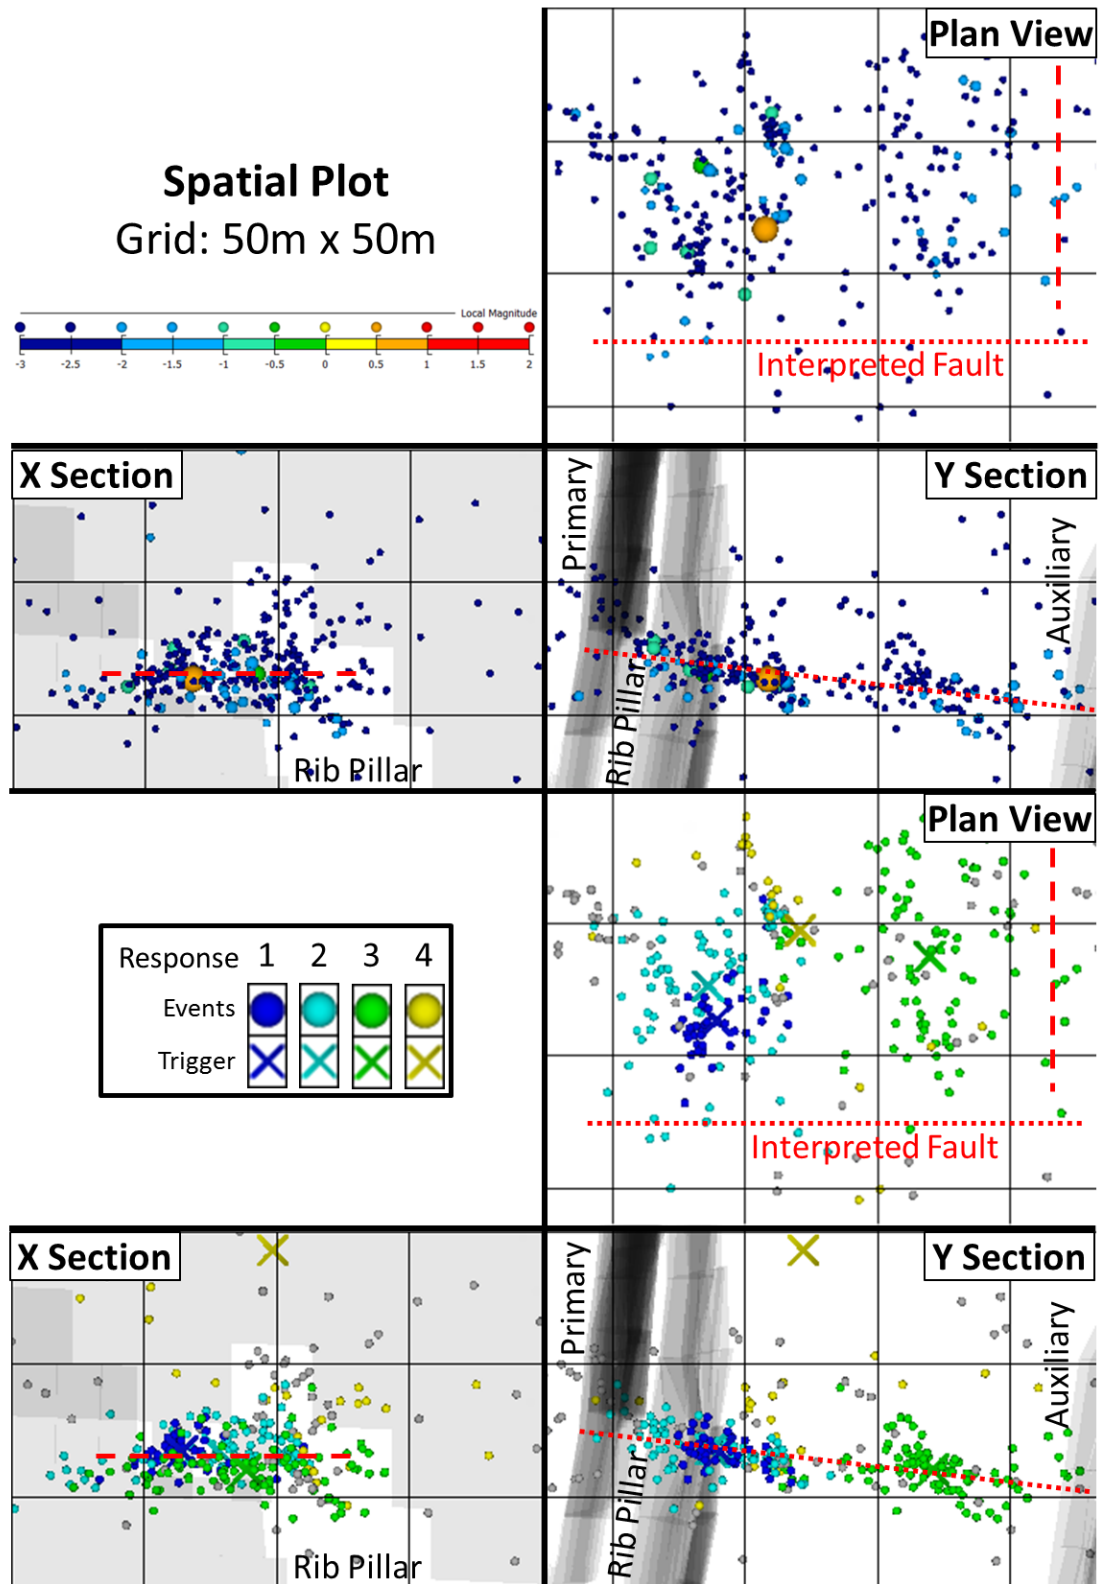 Plan View
Spatial Plot
Grid: 50m x 50m
Local Magnitude
-3 -2.5 -2 -1.5 -1 -0.5 0 0.5 1 1.5 2
Interpreted Fault
X Section
Rib Pillar
Primary
Y Section
Auxiliary
Rib Pillar
Plan View
Response 1 2 3 4
Events
Trigger
Interpreted Fault
X Section
Rib Pillar
Primary
Y Section
Auxiliary
Rib Pillar